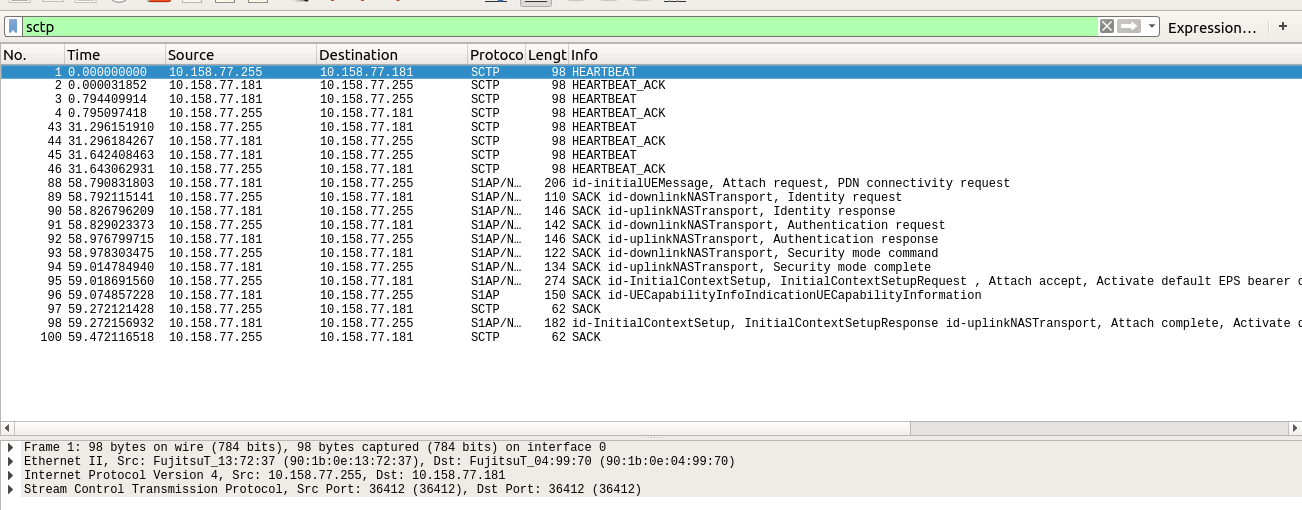 sctp Expression… +
No. Time Source Destination Protoco Lengt Info
1 0.000000000 10.158.77.255 10.158.77.181 SCTP 98 HEARTBEAT
2 0.000031852 10.158.77.181 10.158.77.255 SCTP 98 HEARTBEAT_ACK
3 0.794409914 10.158.77.181 10.158.77.255 SCTP 98 HEARTBEAT
4 0.795097418 10.158.77.255 10.158.77.181 SCTP 98 HEARTBEAT_ACK
43 31.296151910 10.158.77.255 10.158.77.181 SCTP 98 HEARTBEAT
44 31.296184267 10.158.77.181 10.158.77.255 SCTP 98 HEARTBEAT_ACK
45 31.642408463 10.158.77.181 10.158.77.255 SCTP 98 HEARTBEAT
46 31.643062931 10.158.77.255 10.158.77.181 SCTP 98 HEARTBEAT_ACK
88 58.790831803 10.158.77.181 10.158.77.255 S1AP/N… 206 id-initialUEMessage, Attach request, PDN connectivity request
89 58.792115141 10.158.77.255 10.158.77.181 S1AP/N… 110 SACK id-downlinkNASTransport, Identity request
90 58.826796209 10.158.77.181 10.158.77.255 S1AP/N… 146 SACK id-uplinkNASTransport, Identity response
91 58.829023373 10.158.77.255 10.158.77.181 S1AP/N… 142 SACK id-downlinkNASTransport, Authentication request
92 58.976799715 10.158.77.181 10.158.77.255 S1AP/N… 146 SACK id-uplinkNASTransport, Authentication response
93 58.978303475 10.158.77.255 10.158.77.181 S1AP/N… 122 SACK id-downlinkNASTransport, Security mode command
94 59.014784940 10.158.77.181 10.158.77.255 S1AP/N… 134 SACK id-uplinkNASTransport, Security mode complete
95 59.018691560 10.158.77.255 10.158.77.181 S1AP/N… 274 SACK id-InitialContextSetup, InitialContextSetupRequest , Attach accept, Activate default EPS bearer c
96 59.074857228 10.158.77.181 10.158.77.255 S1AP 150 SACK id-UECapabilityInfoIndicationUECapabilityInformation
97 59.272121428 10.158.77.255 10.158.77.181 SCTP 62 SACK
98 59.272156932 10.158.77.181 10.158.77.255 S1AP/N… 182 id-InitialContextSetup, InitialContextSetupResponse id-uplinkNASTransport, Attach complete, Activate d
100 59.472116518 10.158.77.255 10.158.77.181 SCTP 62 SACK
Frame 1: 98 bytes on wire (784 bits), 98 bytes captured (784 bits) on interface 0
Ethernet II, Src: FujitsuT_13:72:37 (90:1b:0e:13:72:37), Dst: FujitsuT_04:99:70 (90:1b:0e:04:99:70)
Internet Protocol Version 4, Src: 10.158.77.255, Dst: 10.158.77.181
Stream Control Transmission Protocol, Src Port: 36412 (36412), Dst Port: 36412 (36412)